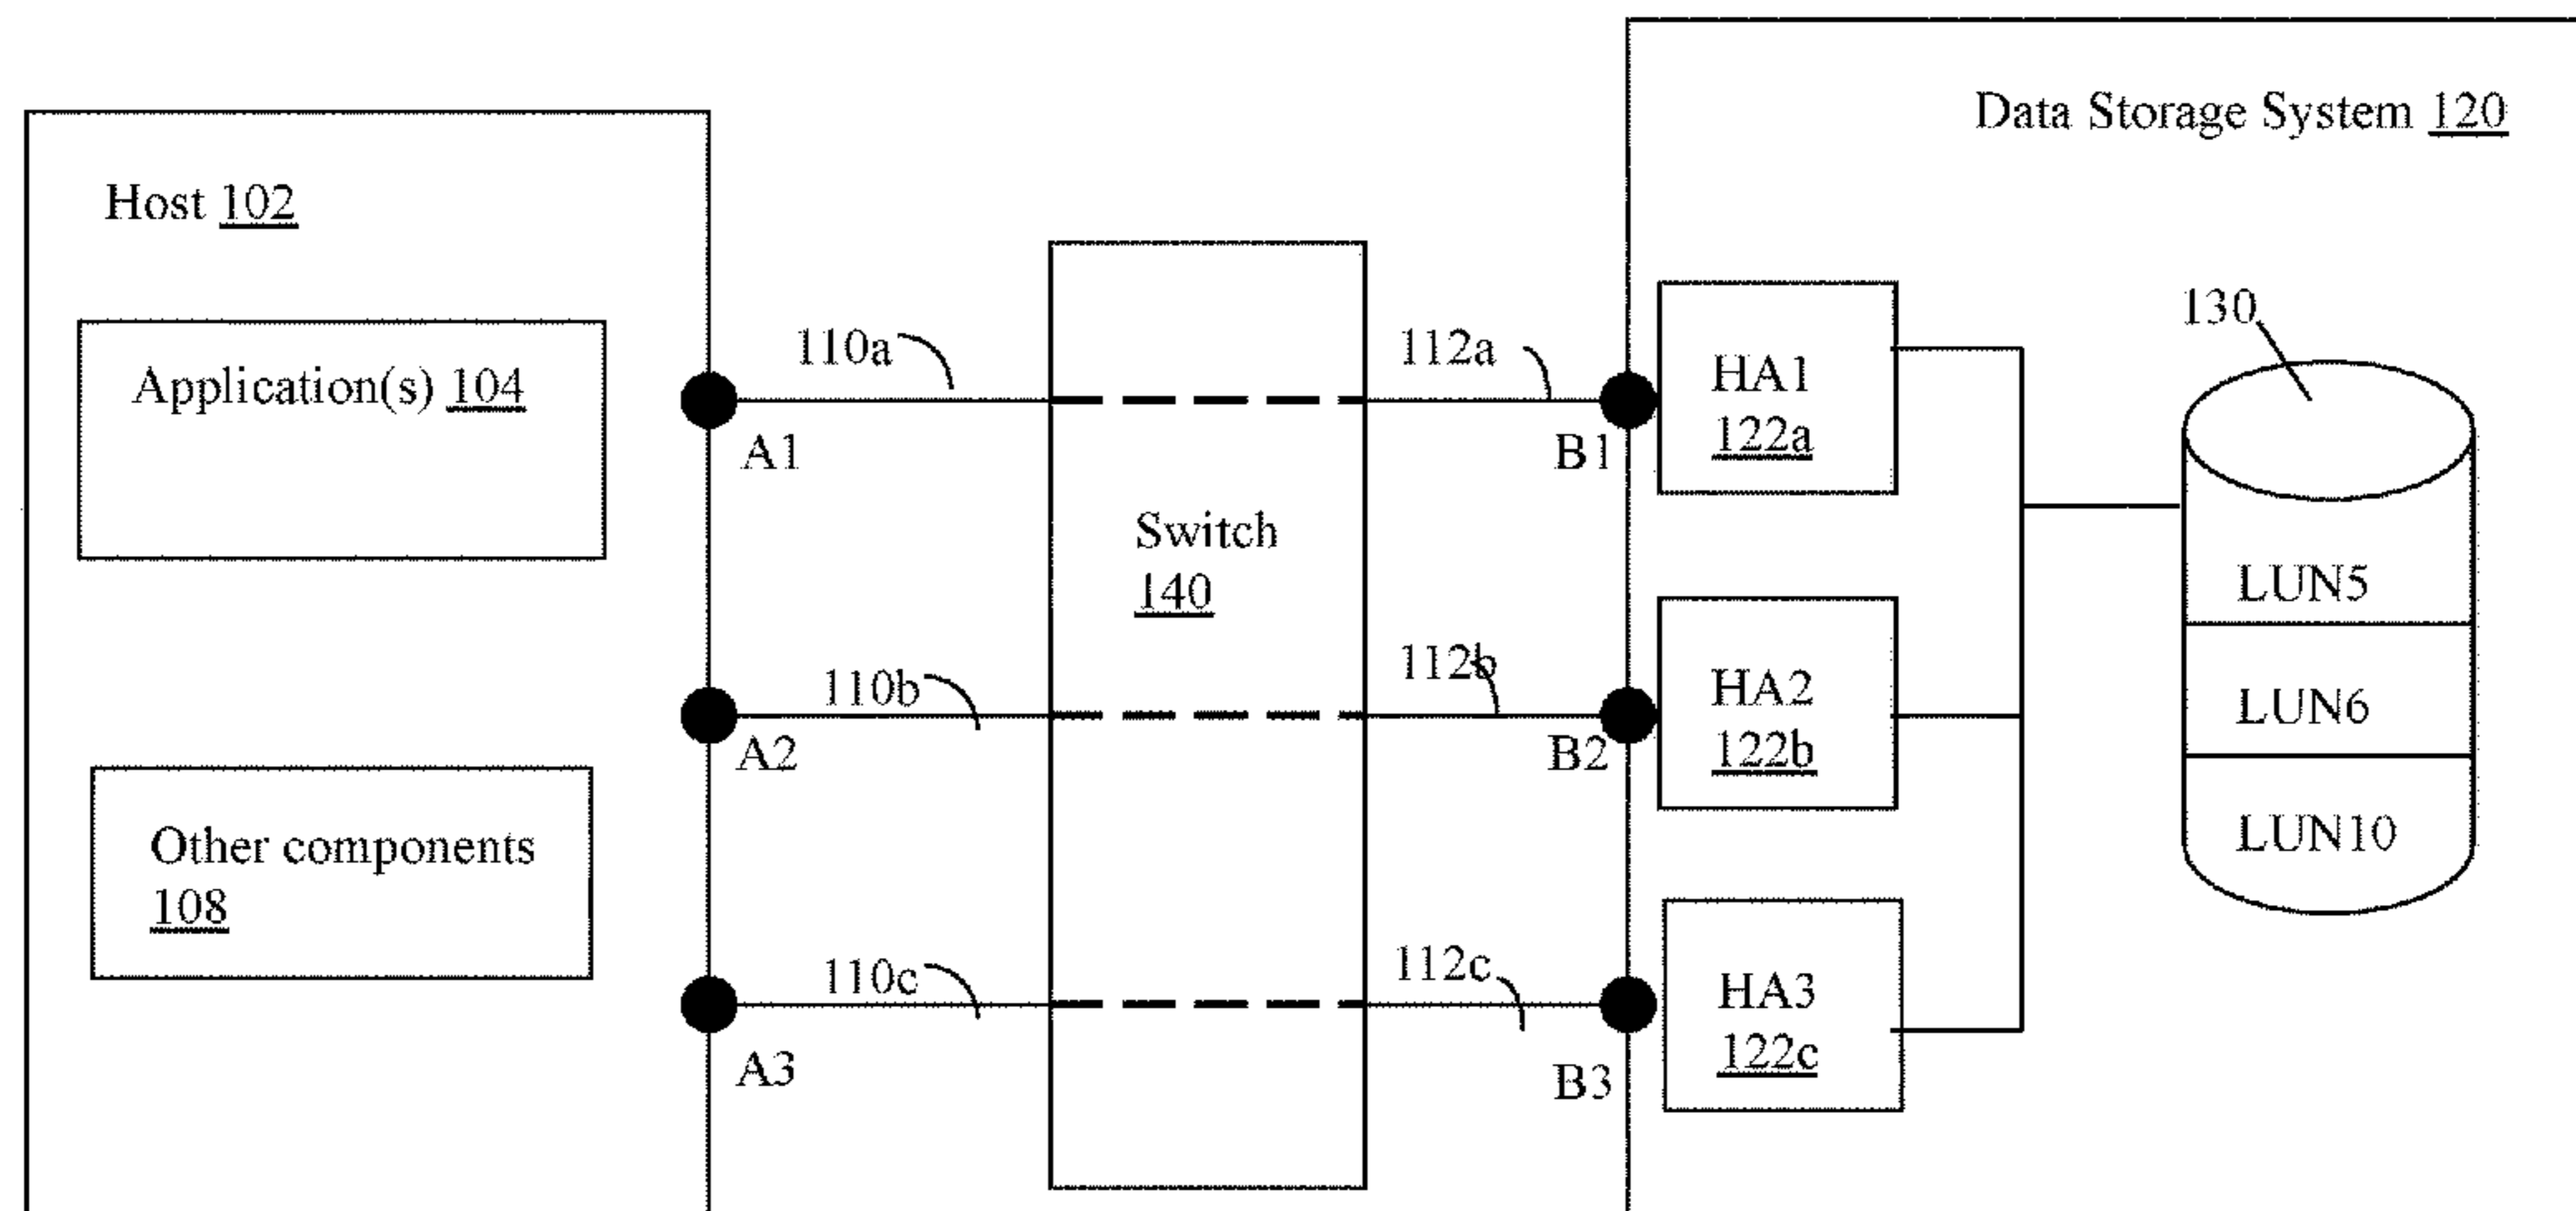 Data Storage System 120
Host 102
130
110a
112a
Application(s) 104
HA1
122a
A1
B1
Switch
140
LUN5
110b
112b
HA2
122b
LUN6
A2
B2
Other components
108
LUN10
110c
112c
HA3
122c
A3
B3